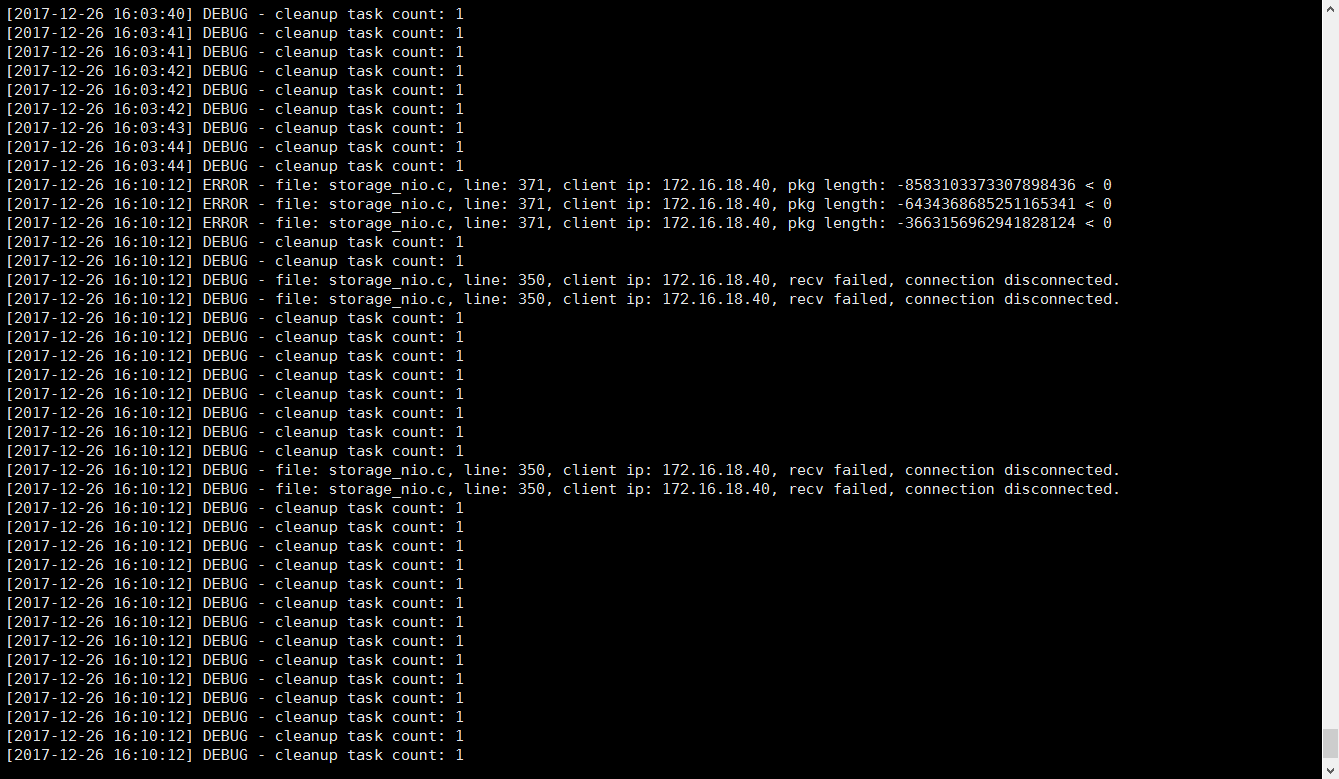 [2017-12-26 16:03:40] DEBUG - cleanup task count: 1
[2017-12-26 16:03:41] DEBUG - cleanup task count: 1
[2017-12-26 16:03:41] DEBUG - cleanup task count: 1
[2017-12-26 16:03:42] DEBUG - cleanup task count: 1
[2017-12-26 16:03:42] DEBUG - cleanup task count: 1
[2017-12-26 16:03:42] DEBUG - cleanup task count: 1
[2017-12-26 16:03:43] DEBUG - cleanup task count: 1
[2017-12-26 16:03:44] DEBUG - cleanup task count: 1
[2017-12-26 16:03:44] DEBUG - cleanup task count: 1
[2017-12-26 16:10:12] ERROR - file: storage_nio.c, line: 371, client ip: 172.16.18.40, pkg length: -8583103373307898436 < 0
[2017-12-26 16:10:12] ERROR - file: storage_nio.c, line: 371, client ip: 172.16.18.40, pkg length: -6434368685251165341 < 0
[2017-12-26 16:10:12] ERROR - file: storage_nio.c, line: 371, client ip: 172.16.18.40, pkg length: -3663156962941828124 < 0
[2017-12-26 16:10:12] DEBUG - cleanup task count: 1
[2017-12-26 16:10:12] DEBUG - cleanup task count: 1
[2017-12-26 16:10:12] DEBUG - file: storage_nio.c, line: 350, client ip: 172.16.18.40, recv failed, connection disconnected.
[2017-12-26 16:10:12] DEBUG - file: storage_nio.c, line: 350, client ip: 172.16.18.40, recv failed, connection disconnected.
[2017-12-26 16:10:12] DEBUG - cleanup task count: 1
[2017-12-26 16:10:12] DEBUG - cleanup task count: 1
[2017-12-26 16:10:12] DEBUG - cleanup task count: 1
[2017-12-26 16:10:12] DEBUG - cleanup task count: 1
[2017-12-26 16:10:12] DEBUG - cleanup task count: 1
[2017-12-26 16:10:12] DEBUG - cleanup task count: 1
[2017-12-26 16:10:12] DEBUG - cleanup task count: 1
[2017-12-26 16:10:12] DEBUG - cleanup task count: 1
[2017-12-26 16:10:12] DEBUG - file: storage_nio.c, line: 350, client ip: 172.16.18.40, recv failed, connection disconnected.
[2017-12-26 16:10:12] DEBUG - file: storage_nio.c, line: 350, client ip: 172.16.18.40, recv failed, connection disconnected.
[2017-12-26 16:10:12] DEBUG - cleanup task count: 1
[2017-12-26 16:10:12] DEBUG - cleanup task count: 1
[2017-12-26 16:10:12] DEBUG - cleanup task count: 1
[2017-12-26 16:10:12] DEBUG - cleanup task count: 1
[2017-12-26 16:10:12] DEBUG - cleanup task count: 1
[2017-12-26 16:10:12] DEBUG - cleanup task count: 1
[2017-12-26 16:10:12] DEBUG - cleanup task count: 1
[2017-12-26 16:10:12] DEBUG - cleanup task count: 1
[2017-12-26 16:10:12] DEBUG - cleanup task count: 1
[2017-12-26 16:10:12] DEBUG - cleanup task count: 1
[2017-12-26 16:10:12] DEBUG - cleanup task count: 1
[2017-12-26 16:10:12] DEBUG - cleanup task count: 1
[2017-12-26 16:10:12] DEBUG - cleanup task count: 1
[2017-12-26 16:10:12] DEBUG - cleanup task count: 1